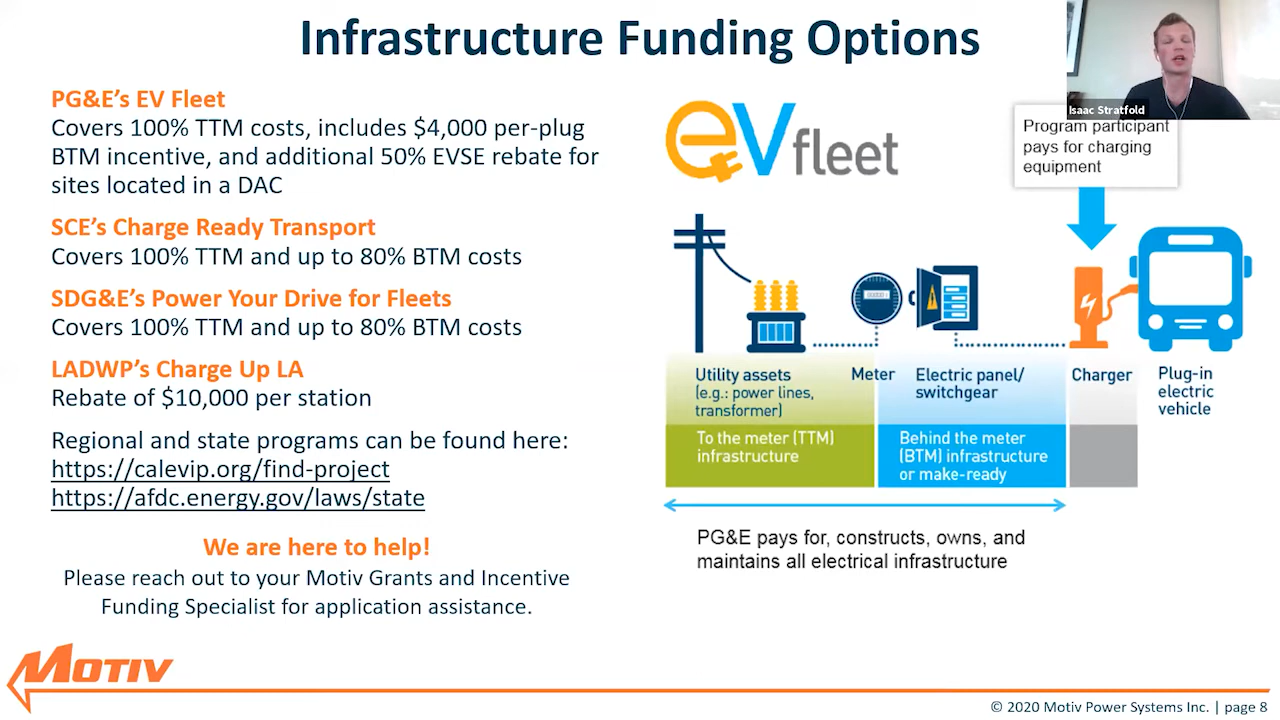 Infrastructure Funding Options
PG&E's EV Fleet
Covers 100% TTM costs, includes $4,000 per-plug
BTM incentive, and additional 50% EVSE rebate for
sites located in a DAC
SCE's Charge Ready Transport
Covers 100% TTM and up to 80% BTM costs
SDG&E's Power Your Drive for Fleets
Covers 100% TTM and up to 80% BTM costs
LADWP's Charge Up LA
Rebate of $10,000 per station
Regional and state programs can be found here:
https://calevip.org/find-project
https://afdc.energy.gov/laws/state
We are here to help!
Please reach out to your Motiv Grants and Incentive
Funding Specialist for application assistance.
eV fleet
Isaac Stratfold
Program participant
pays for charging
equipment
Utility assets
(e.g.: power lines,
transformer)
Meter
Electric panel/
switchgear
Charger
Plug-in
electric
vehicle
To the meter (TTM)
infrastructure
Behind the meter
(BTM) infrastructure
or make-ready
PG&E pays for, constructs, owns, and
maintains all electrical infrastructure
MOTIV
© 2020 Motiv Power Systems Inc. | page 8